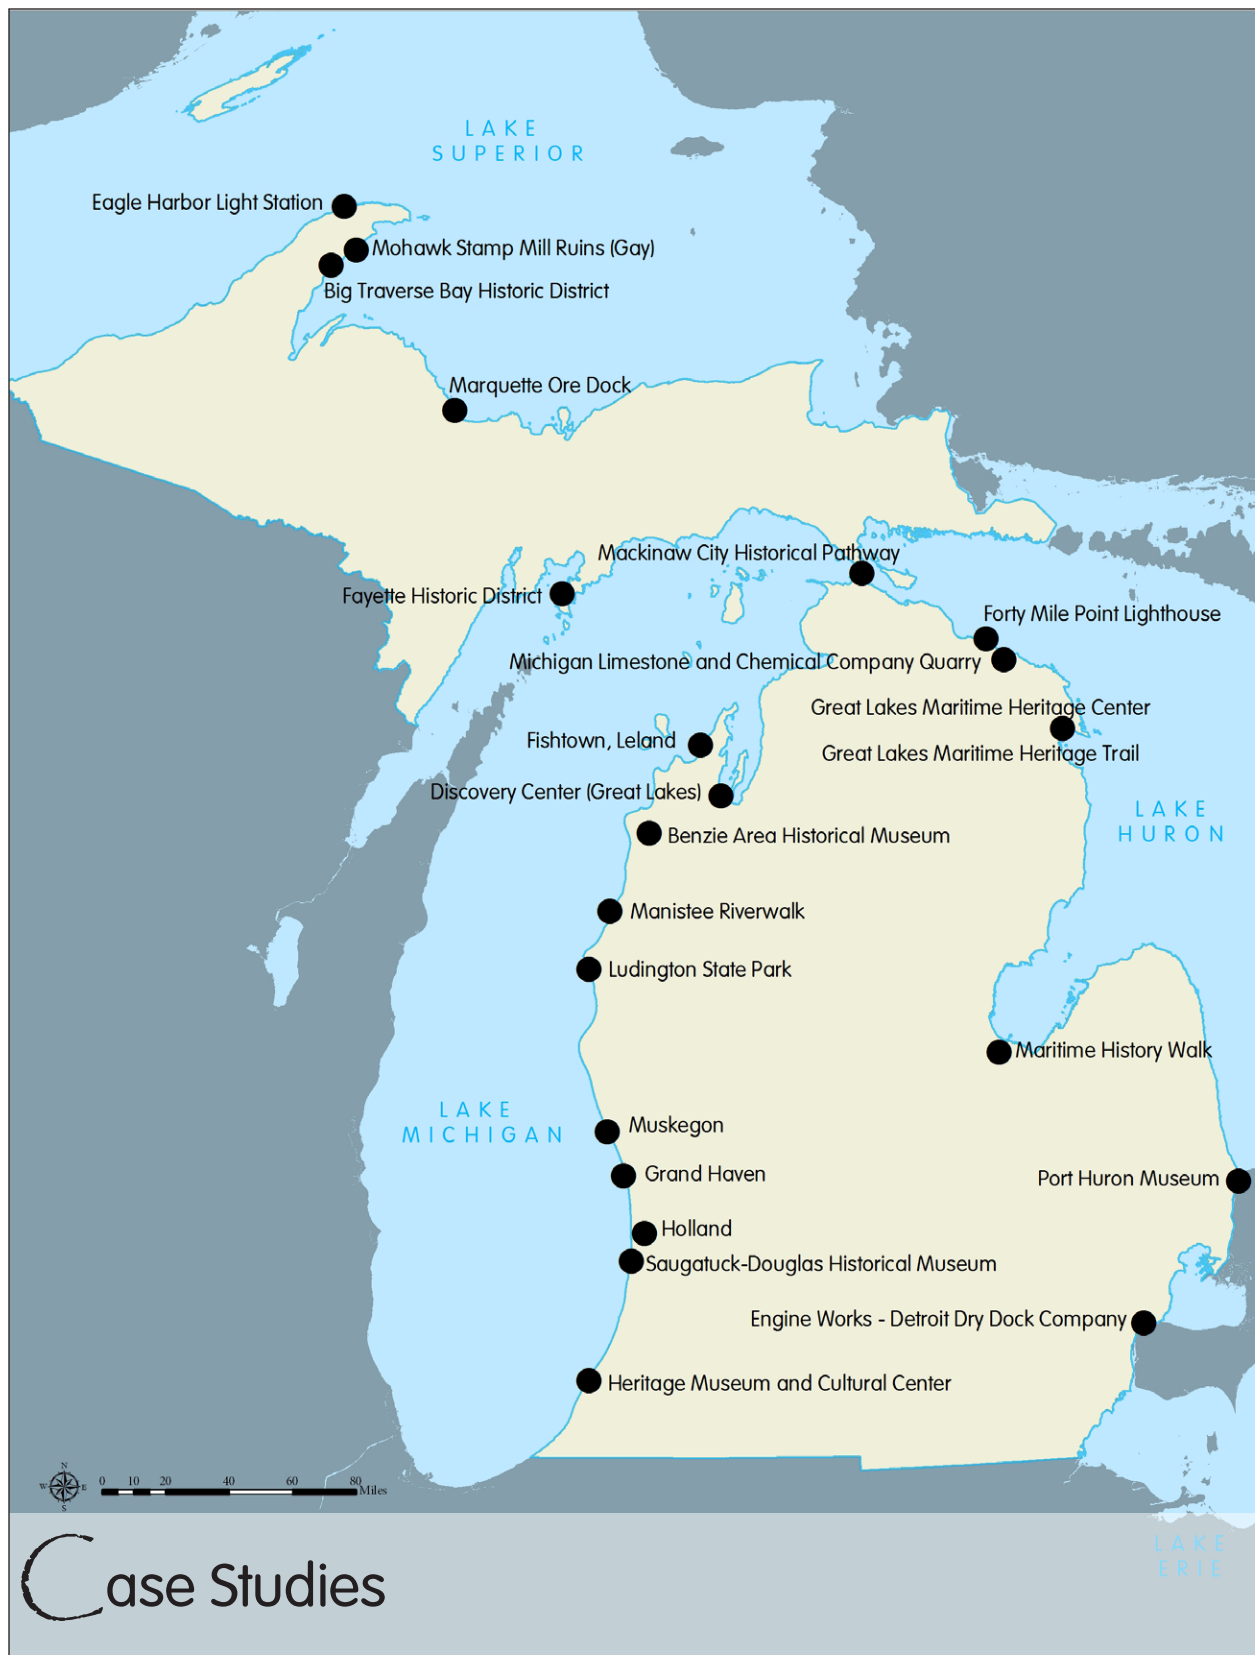 LAKE
SUPERIOR
Eagle Harbor Light Station
Mohawk Stamp Mill Ruins (Gay)
Big Traverse Bay Historic District
Marquette Ore Dock
Mackinaw City Historical Pathway
Fayette Historic District
Forty Mile Point Lighthouse
Michigan Limestone and Chemical Company Quarry
Great Lakes Maritime Heritage Center
Fishtown, Leland
Great Lakes Maritime Heritage Trail
Discovery Center (Great Lakes)
LAKE
HURON
Benzie Area Historical Museum
Manistee Riverwalk
Ludington State Park
Maritime History Walk
LAKE
MICHIGAN
Muskegon
Grand Haven
Port Huron Museum
Holland
Saugatuck-Douglas Historical Museum
Engine Works - Detroit Dry Dock Company
Heritage Museum and Cultural Center
N
W E
S
0 10 20 40 60 80
Miles
LAKE
ERIE
Case Studies